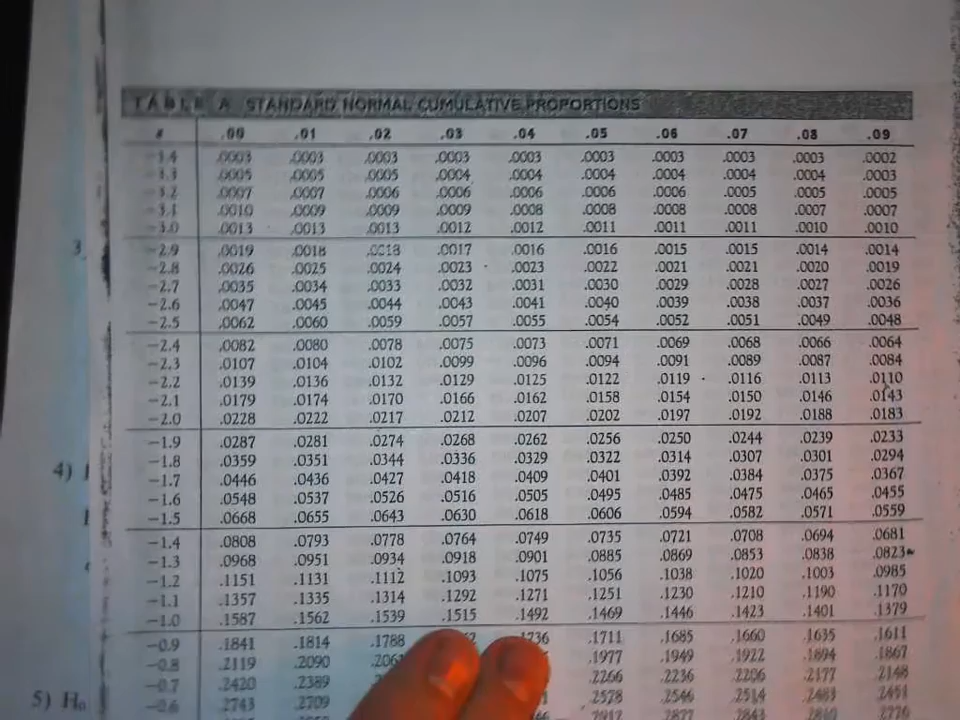 TABLE A STANDARD NORMAL CUMULATIVE PROPORTIONS
z .00 .01 .02 .03 .04 .05 .06 .07 .08 .09
.0003 .0003 .0003 .0003 .0003 .0003 .0003 .0003 .0003 .0002
.0005 .0005 .0005 .0004 .0004 .0004 .0004 .0004 .0004 .0003
-3.2 .0007 .0007 .0006 .0006 .0006 .0006 .0006 .0005 .0005 .0005
-3.1 .0010 .0009 .0009 .0009 .0008 .0008 .0008 .0008 .0007 .0007
-3.0 .0013 .0013 .0013 .0012 .0012 .0011 .0011 .0011 .0010 .0010
3. -2.9 .0019 .0018 .0018 .0017 .0016 .0016 .0015 .0015 .0014 .0014
-2.8 .0026 .0025 .0024 .0023 .0023 .0022 .0021 .0021 .0020 .0019
-2.7 .0035 .0034 .0033 .0032 .0031 .0030 .0029 .0028 .0027 .0026
-2.6 .0047 .0045 .0044 .0043 .0041 .0040 .0039 .0038 .0037 .0036
-2.5 .0062 .0060 .0059 .0057 .0055 .0054 .0052 .0051 .0049 .0048
-2.4 .0082 .0080 .0078 .0075 .0073 .0071 .0069 .0068 .0066 .0064
-2.3 .0107 .0104 .0102 .0099 .0096 .0094 .0091 .0089 .0087 .0084
-2.2 .0139 .0136 .0132 .0129 .0125 .0122 .0119 .0116 .0113 .0110
-2.1 .0179 .0174 .0170 .0166 .0162 .0158 .0154 .0150 .0146 .0143
-2.0 .0228 .0222 .0217 .0212 .0207 .0202 .0197 .0192 .0188 .0183
-1.9 .0287 .0281 .0274 .0268 .0262 .0256 .0250 .0244 .0239 .0233
4) -1.8 .0359 .0351 .0344 .0336 .0329 .0322 .0314 .0307 .0301 .0294
-1.7 .0446 .0436 .0427 .0418 .0409 .0401 .0392 .0384 .0375 .0367
-1.6 .0548 .0537 .0526 .0516 .0505 .0495 .0485 .0475 .0465 .0455
-1.5 .0668 .0655 .0643 .0630 .0618 .0606 .0594 .0582 .0571 .0559
-1.4 .0808 .0793 .0778 .0764 .0749 .0735 .0721 .0708 .0694 .0681
-1.3 .0968 .0951 .0934 .0918 .0901 .0885 .0869 .0853 .0838 .0823
-1.2 .1151 .1131 .1112 .1093 .1075 .1056 .1038 .1020 .1003 .0985
-1.1 .1357 .1335 .1314 .1292 .1271 .1251 .1230 .1210 .1190 .1170
-1.0 .1587 .1562 .1539 .1515 .1492 .1469 .1446 .1423 .1401 .1379
-0.9 .1841 .1814 .1788 .1711 .1685 .1660 .1635 .1611
-0.8 .2119 .2090 .1977 .1949 .1922 .1894 .1867
-0.7 .2420 .2389 .2266 .2236 .2206 .2177 .2148
5) -0.6 .2743 .2709 .2578 .2546 .2514 .2483 .2451
.2912 .2877 .2843 .2810 .2776